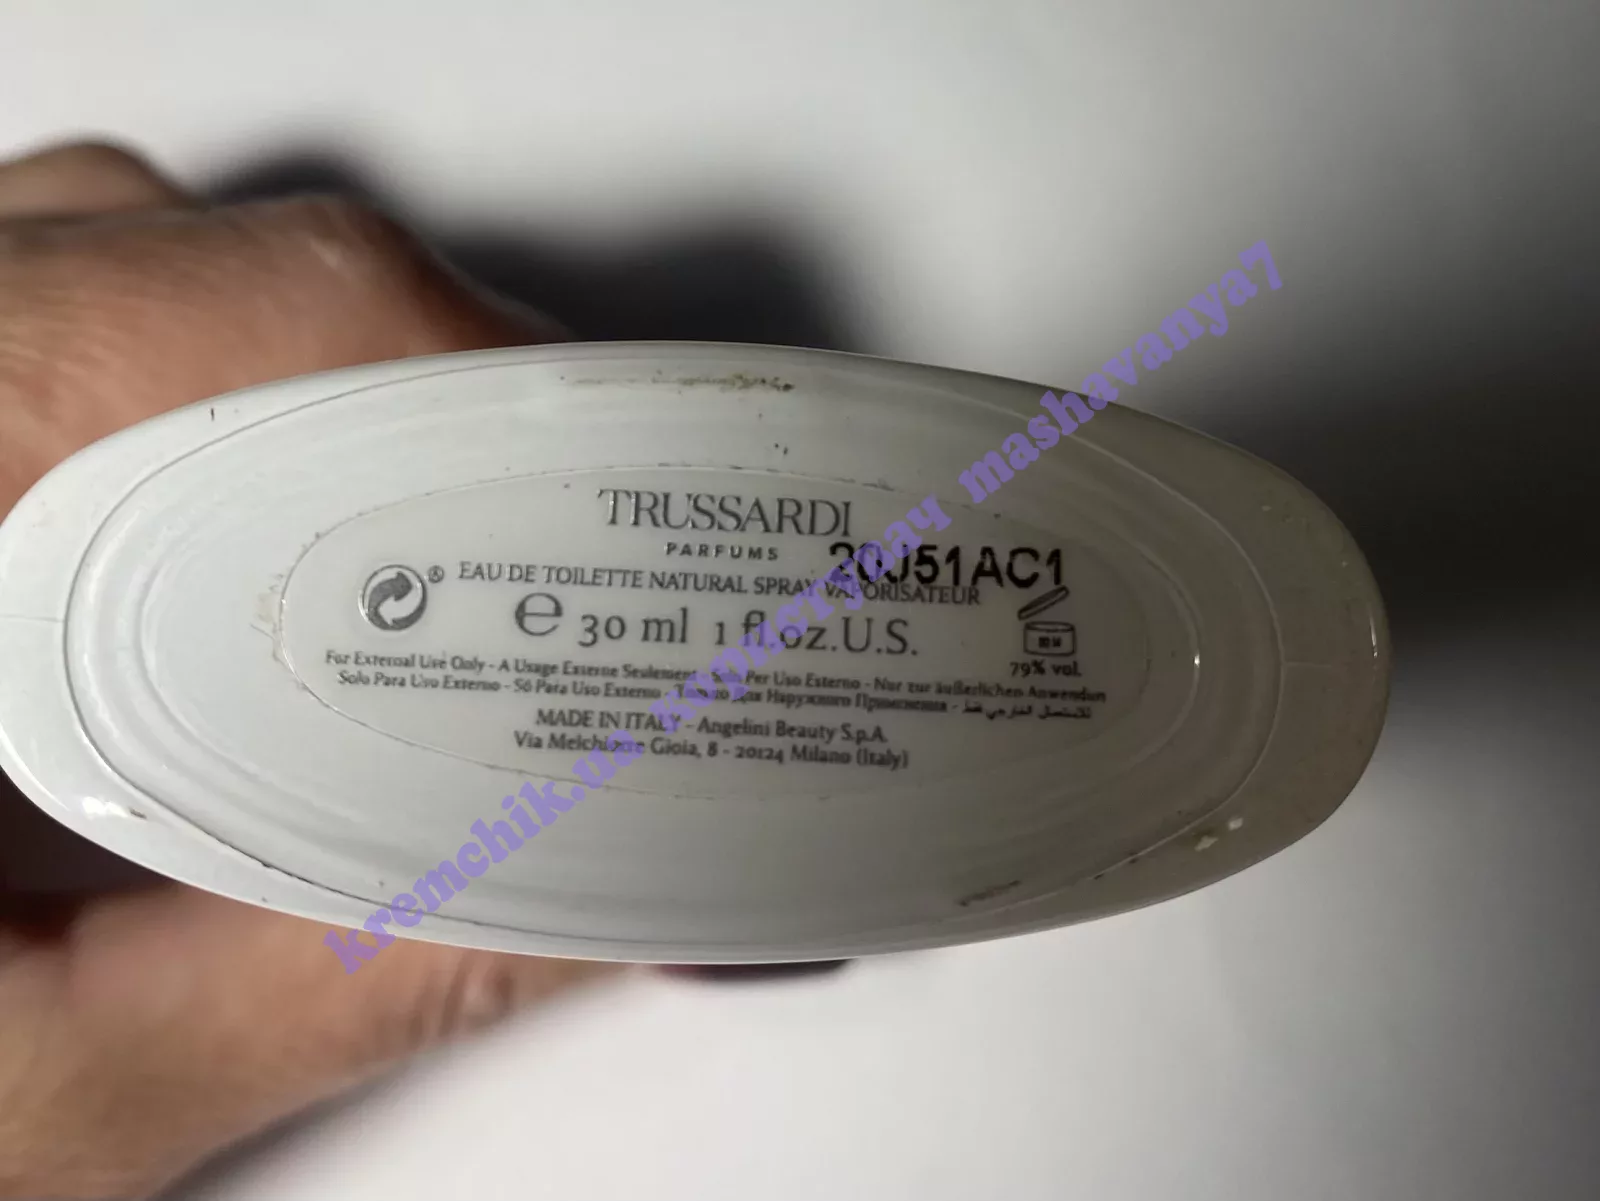 TRUSSARDI
PARFUMS
20J51AC1
® EAU DE TOILETTE NATURAL SPRAY VAPORISATEUR
e 30 ml 1 fl.oz.U.S.
79% vol.
For External Use Only - A Usage Externe Seulement - Solo Per Uso Esterno - Nur zur äußerlichen Anwendung
Solo Para Uso Externo - Só Para Uso Externo - Только Для Наружного Применения - للاستعمال الخارجي فقط
MADE IN ITALY - Angelini Beauty S.p.A.
Via Melchiorre Gioia, 8 - 20124 Milano (Italy)
kremchik.ua mashavanya7